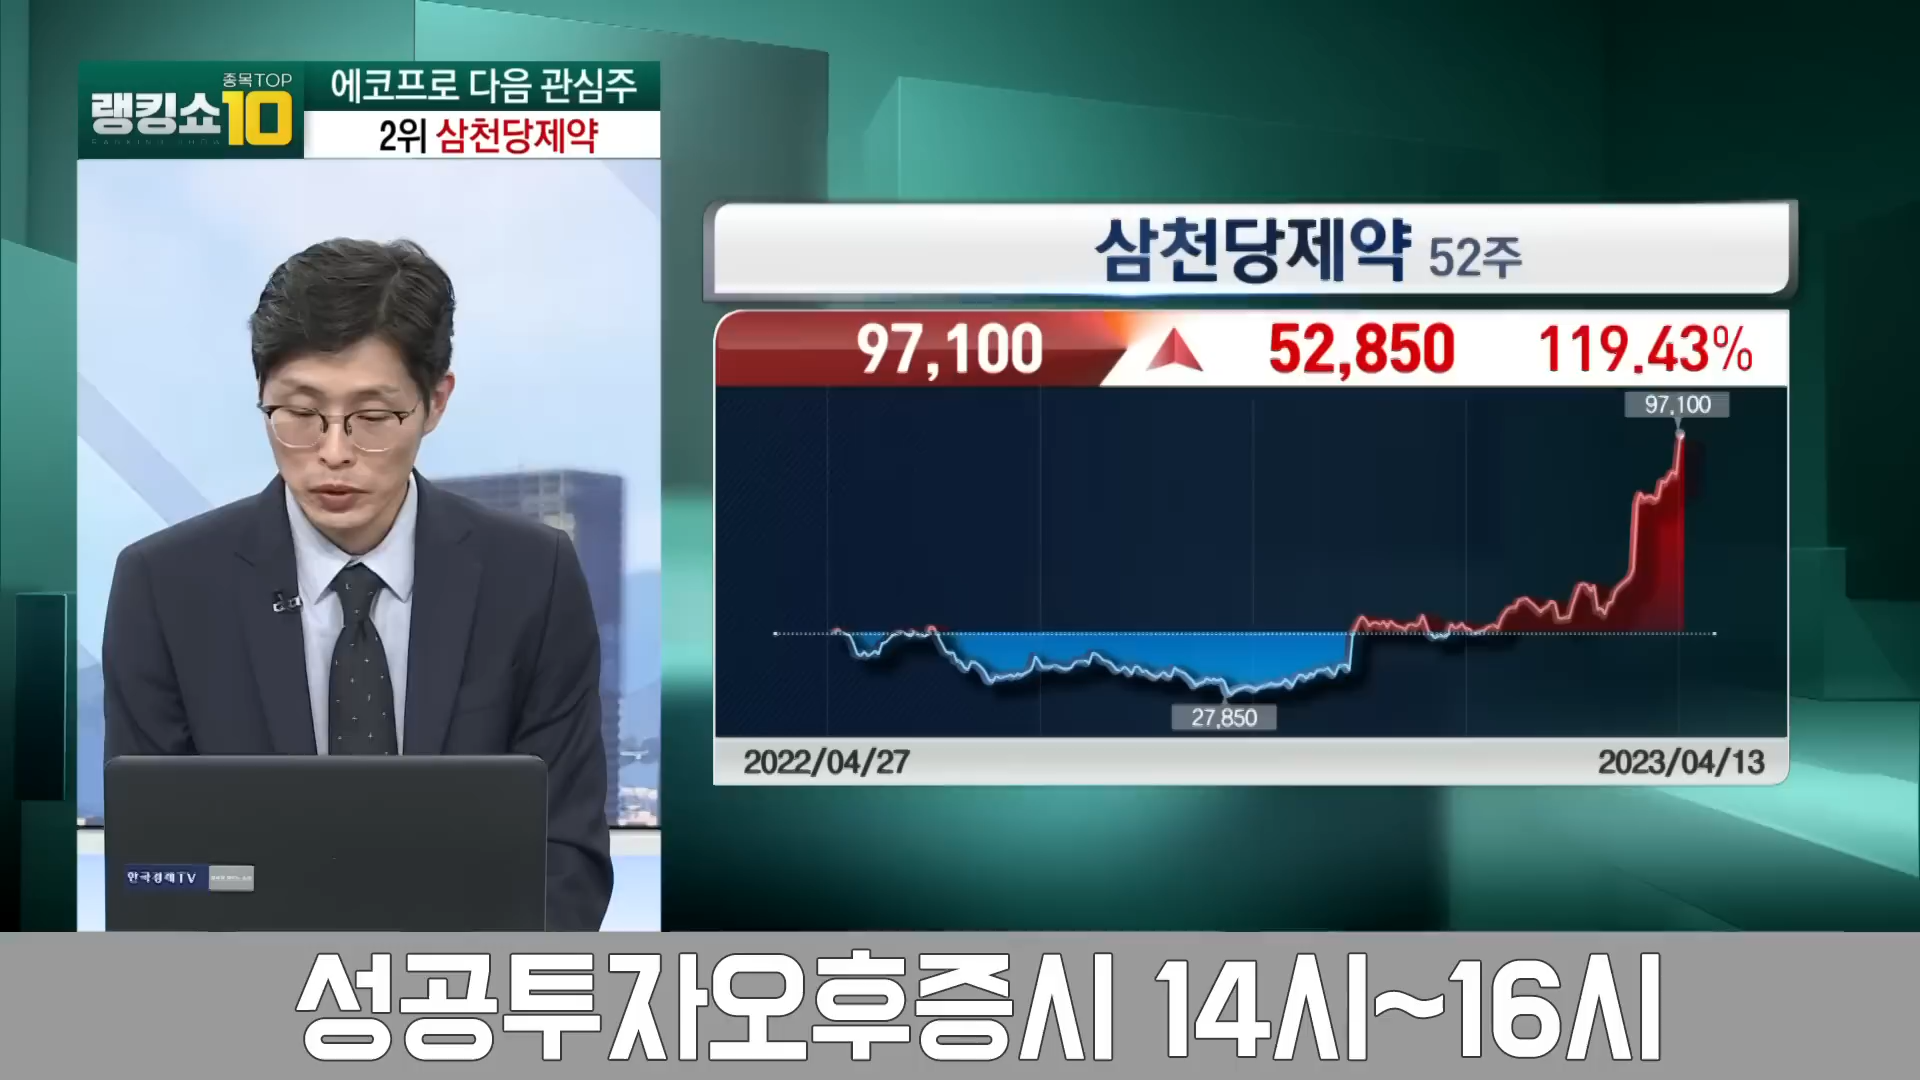 종목TOP
랭킹쇼10
RANKING SHOW
에코프로 다음 관심주
2위 삼천당제약
삼천당제약 52주
97,100 52,850 119.43%
97,100
27,850
2022/04/27 2023/04/13
한국경제TV
성공투자오후증시 14시~16시